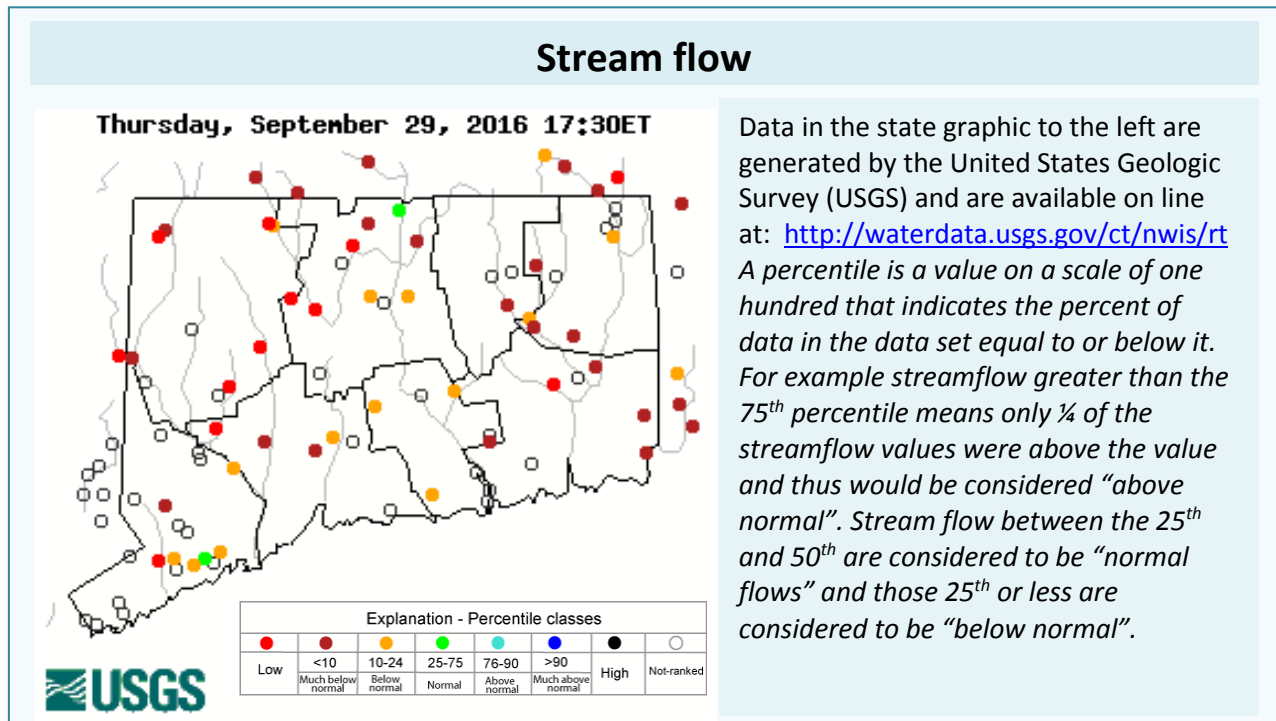 Stream flow
Thursday, September 29, 2016 17:30ET
Data in the state graphic to the left are
generated by the United States Geologic
Survey (USGS) and are available on line
at: http://waterdata.usgs.gov/ct/nwis/rt
A percentile is a value on a scale of one
hundred that indicates the percent of
data in the data set equal to or below it.
For example streamflow greater than the
75th percentile means only ¼ of the
streamflow values were above the value
and thus would be considered “above
normal”. Stream flow between the 25th
and 50th are considered to be “normal
flows” and those 25th or less are
considered to be “below normal”.
Explanation - Percentile classes
Low <10 10-24 25-75 76-90 >90 High Not-ranked
Much below normal Below normal Normal Above normal Much above normal
USGS